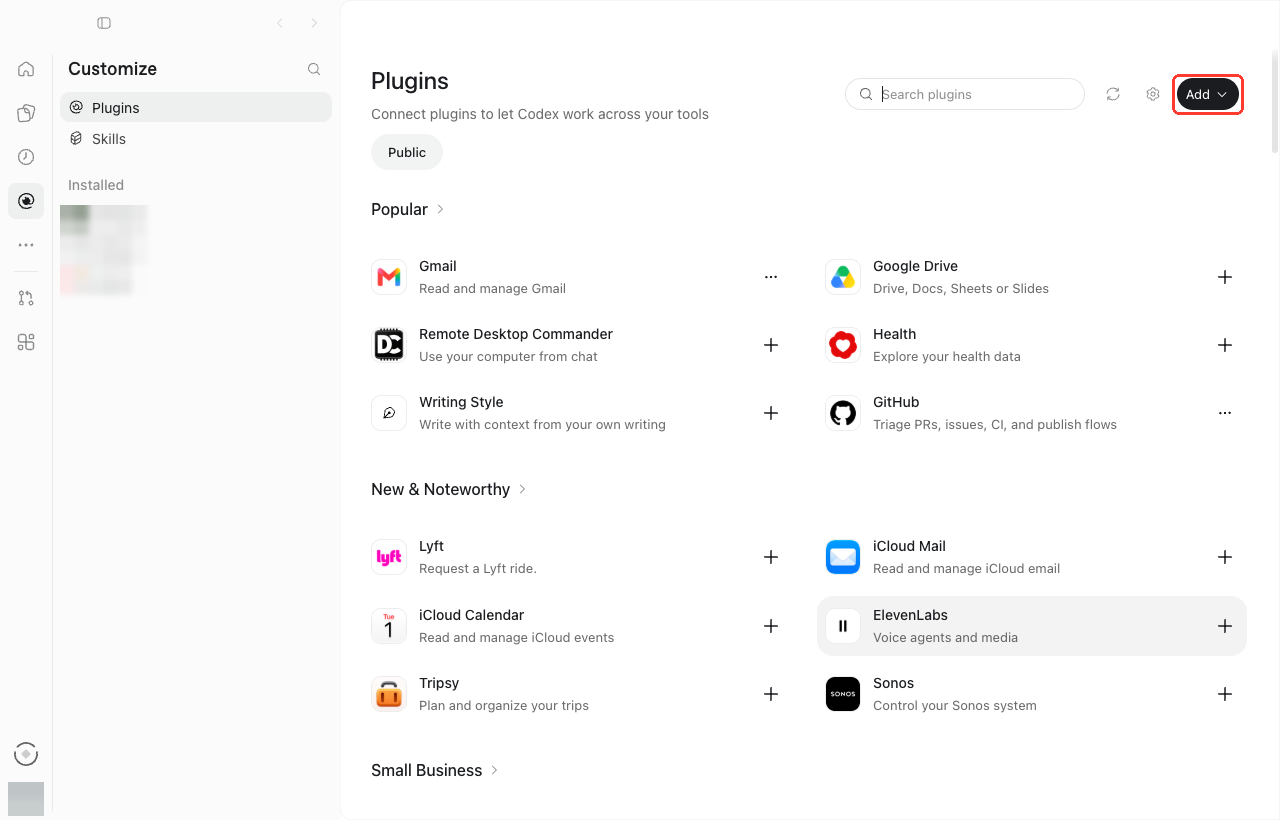 Customize
Plugins
Skills
Installed
Plugins
Connect plugins to let Codex work across your tools
Search plugins
Add
Public
Popular
Gmail
Read and manage Gmail
Google Drive
Drive, Docs, Sheets or Slides
DC
Remote Desktop Commander
Use your computer from chat
Health
Explore your health data
Writing Style
Write with context from your own writing
GitHub
Triage PRs, issues, CI, and publish flows
New & Noteworthy
lyft
Lyft
Request a Lyft ride.
iCloud Mail
Read and manage iCloud email
Tue
1
iCloud Calendar
Read and manage iCloud events
ElevenLabs
Voice agents and media
Tripsy
Plan and organize your trips
SONOS
Sonos
Control your Sonos system
Small Business